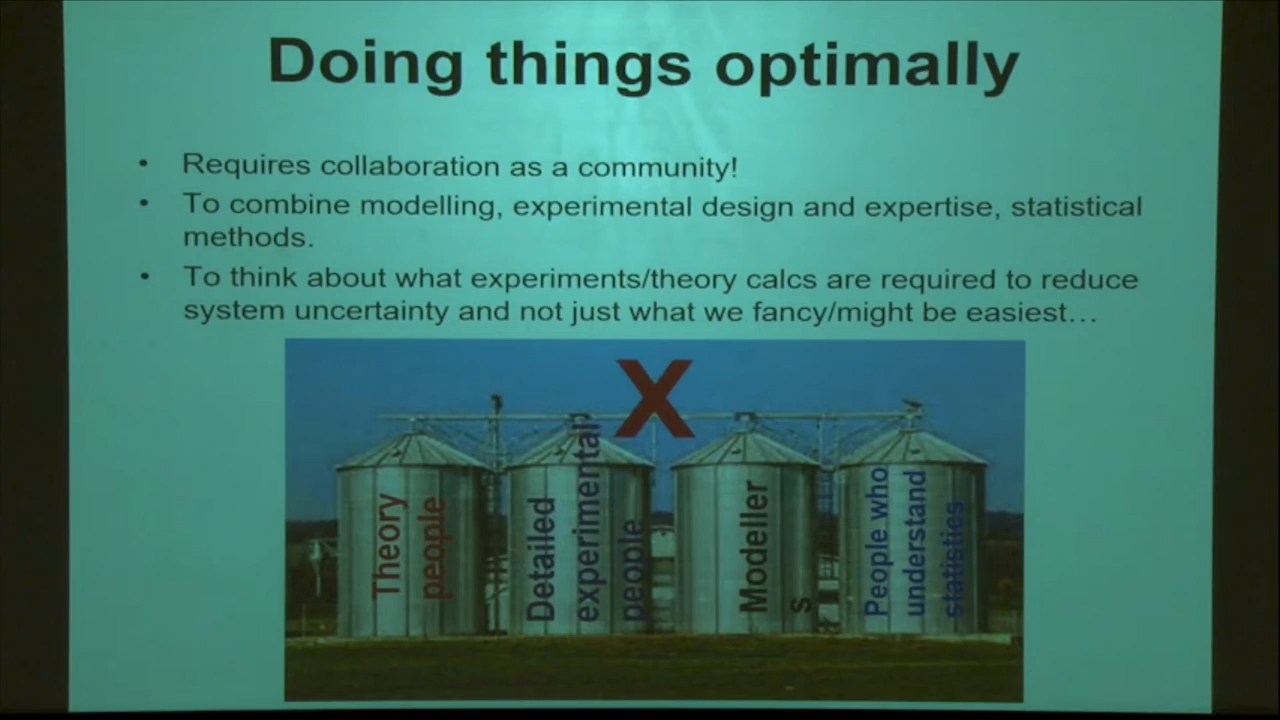 Doing things optimally
• Requires collaboration as a community!
• To combine modelling, experimental design and expertise, statistical
methods.
• To think about what experiments/theory calcs are required to reduce
system uncertainty and not just what we fancy/might be easiest…
X
Theory
people
Detailed
experimental
people
Modeller
s
People who
understand
statistics